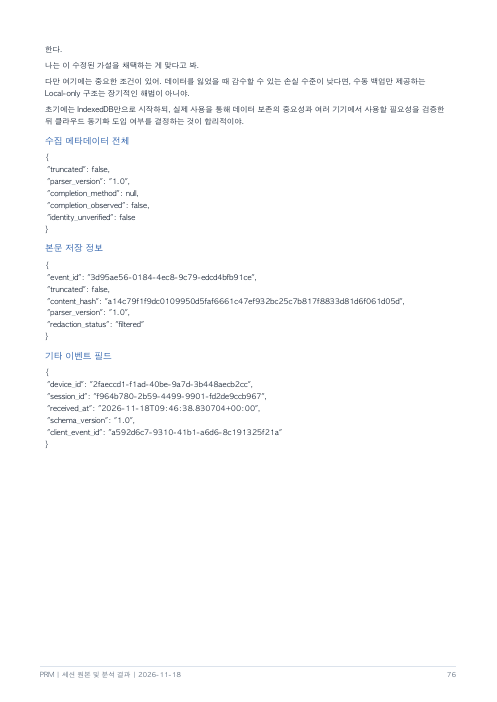 한다.
나는 이 수정된 가설을 채택하는 게 맞다고 봐.
다만 여기에는 중요한 조건이 있어. 데이터를 잃었을 때 감수할 수 있는 손실 수준이 낮다면, 수동 백업만 제공하는
Local-only 구조는 장기적인 해법이 아니야.
초기에는 IndexedDB만으로 시작하되, 실제 사용을 통해 데이터 보존의 중요성과 여러 기기에서 사용할 필요성을 검증한
뒤 클라우드 동기화 도입 여부를 결정하는 것이 합리적이야.
수집 메타데이터 전체
{
"truncated": false,
"parser_version": "1.0",
"completion_method": null,
"completion_observed": false,
"identity_unverified": false
}
본문 저장 정보
{
"event_id": "3d95ae56-0184-4ec8-9c79-edcd4bfb91ce",
"truncated": false,
"content_hash": "a14c79f1f9dc0109950d5faf6661c47ef932bc25c7b817f8833d81d6f061d05d",
"parser_version": "1.0",
"redaction_status": "filtered"
}
기타 이벤트 필드
{
"device_id": "2faeccd1-f1ad-40be-9a7d-3b448aecb2cc",
"session_id": "f964b780-2b59-4499-9901-fd2de9ccb967",
"received_at": "2026-11-18T09:46:38.830704+00:00",
"schema_version": "1.0",
"client_event_id": "a592d6c7-9310-41b1-a6d6-8c191325f21a"
}
PRM | 세션 원본 및 분석 결과 | 2026-11-18
76